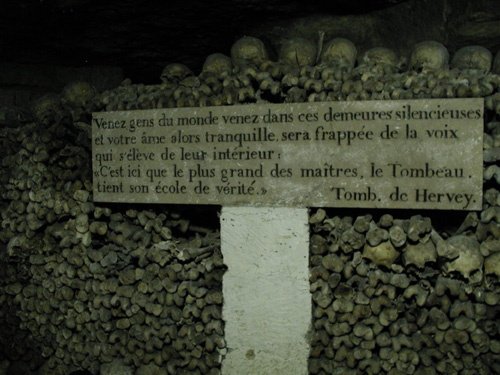 Venez gens du monde venez dans ces demeures silencieuses
et votre âme alors tranquille, sera frappée de la voix
qui s'élève de leur intérieur :
«C'est ici que le plus grand des maîtres, le Tombeau,
tient son école de vérité.» Tomb. de Hervey.